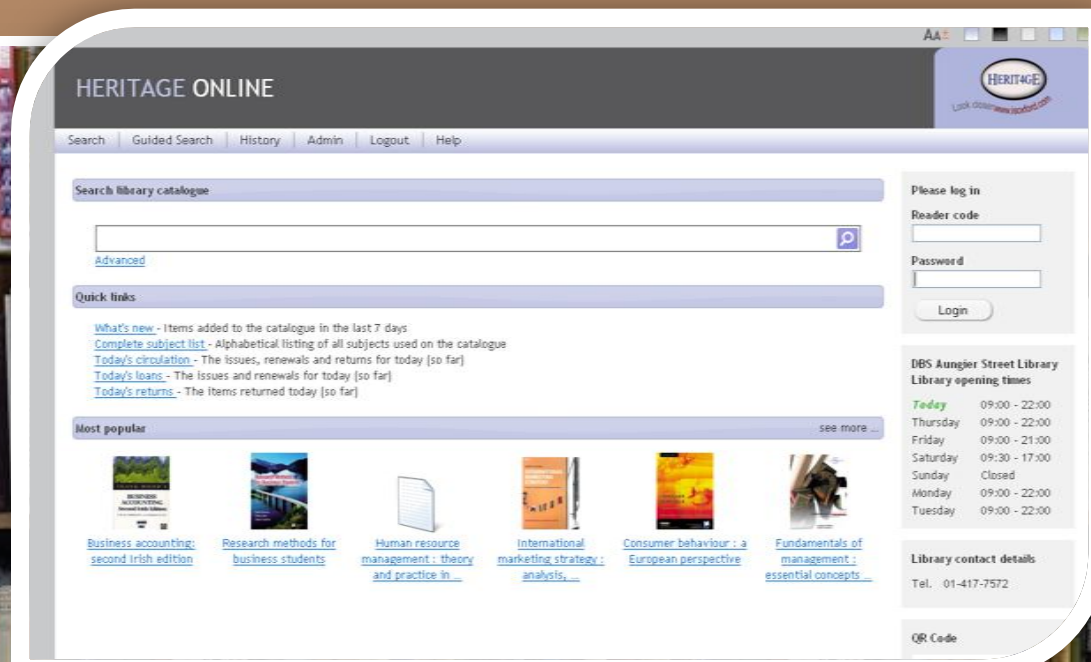 AA±
HERITAGE ONLINE
HERIT4GE
Search Guided Search History Admin Logout Help
Search library catalogue
Advanced
Quick links
What's new - Items added to the catalogue in the last 7 days
Complete subject list - Alphabetical listing of all subjects used on the catalogue
Today's circulation - The issues, renewals and returns for today (so far)
Today's loans - The issues and renewals for today (so far)
Today's returns - The items returned today (so far)
Most popular see more ...
BUSINESS
ACCOUNTING
Second Irish Edition
Business accounting:
second Irish edition
Research methods for
business students
Human resource
management : theory
and practice in ...
International
marketing strategy :
analysis, ...
Consumer behaviour : a
European perspective
Fundamentals of
management :
essential concepts ...
Please log in
Reader code
Password
Login
DBS Aungier Street Library
Library opening times
Today 09:00 - 22:00
Thursday 09:00 - 22:00
Friday 09:00 - 21:00
Saturday 09:30 - 17:00
Sunday Closed
Monday 09:00 - 22:00
Tuesday 09:00 - 22:00
Library contact details
Tel. 01-417-7572
QR Code